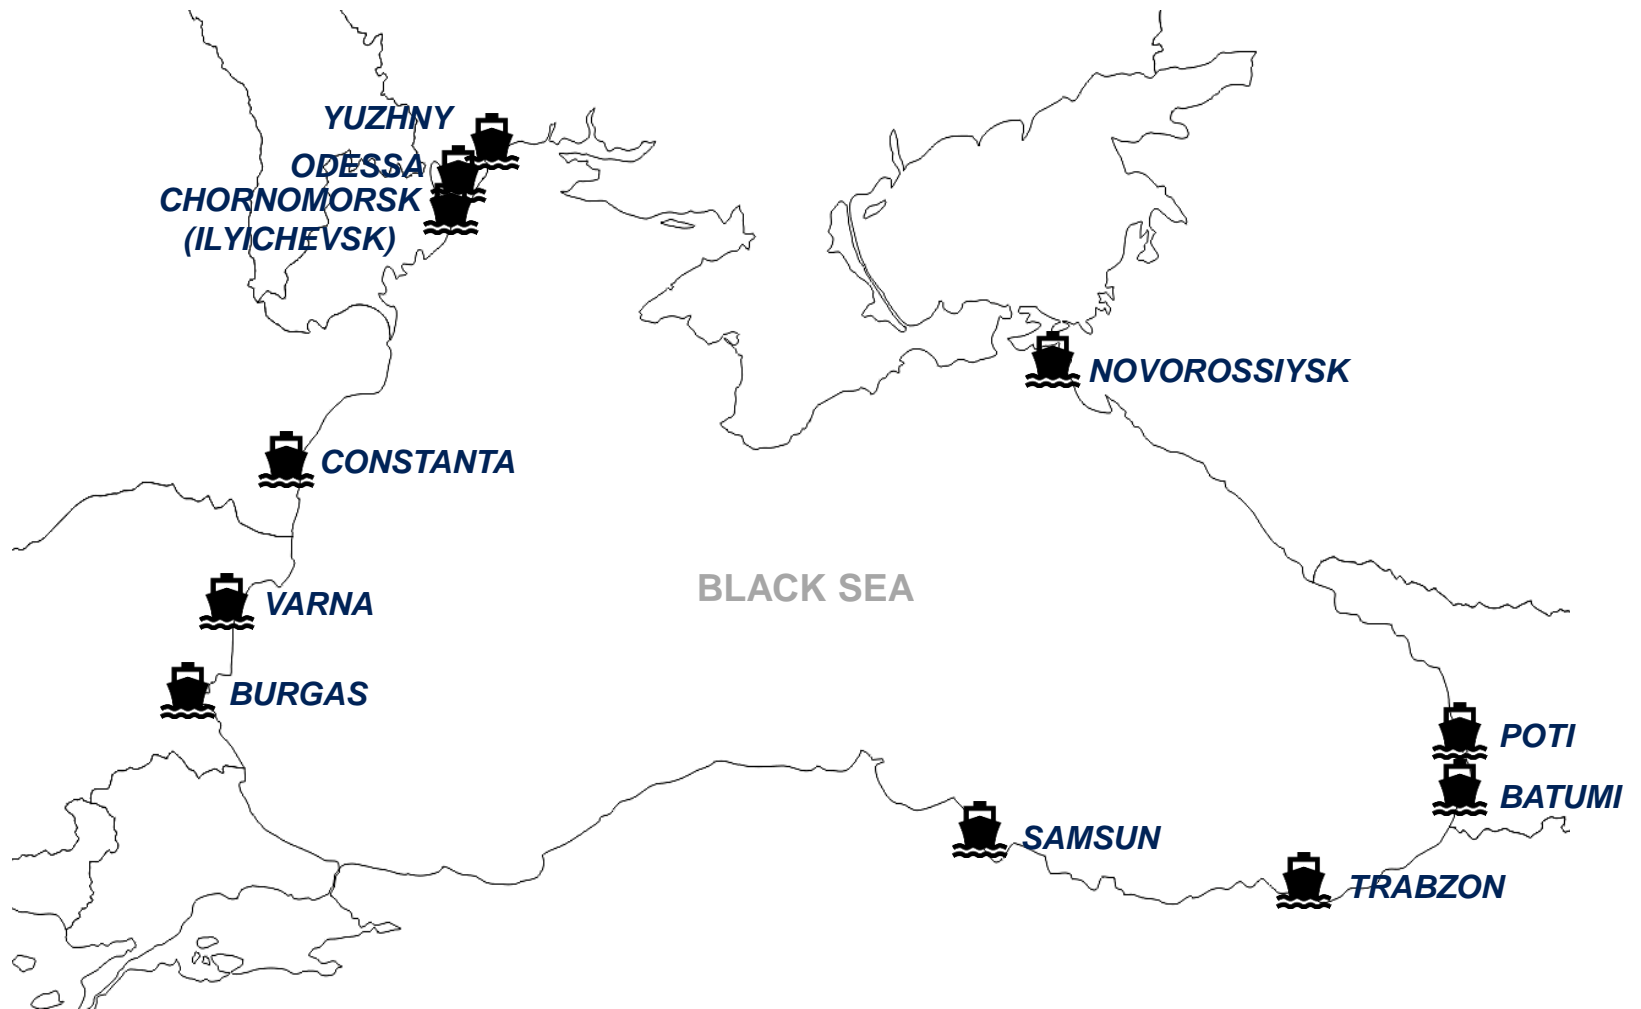 YUZHNY
ODESSA
CHORNOMORSK
(ILYICHEVSK)
NOVOROSSIYSK
CONSTANTA
BLACK SEA
VARNA
BURGAS
POTI
BATUMI
SAMSUN
TRABZON